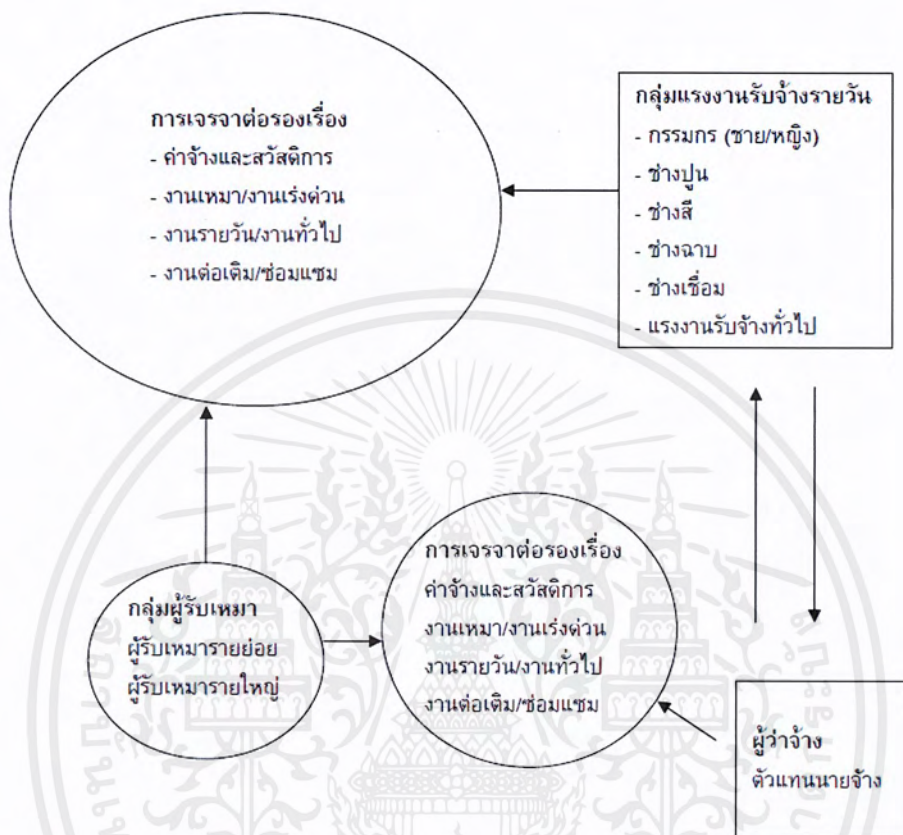 การเจรจาต่อรองเรื่อง
- ค่าจ้างและสวัสดิการ
- งานเหมา/งานเร่งด่วน
- งานรายวัน/งานทั่วไป
- งานต่อเติม/ซ่อมแซม
กลุ่มแรงงานรับจ้างรายวัน
- กรรมกร (ชาย/หญิง)
- ช่างปูน
- ช่างสี
- ช่างฉาบ
- ช่างเชื่อม
- แรงงานรับจ้างทั่วไป
กลุ่มผู้รับเหมา
ผู้รับเหมารายย่อย
ผู้รับเหมารายใหญ่
การเจรจาต่อรองเรื่อง
ค่าจ้างและสวัสดิการ
งานเหมา/งานเร่งด่วน
งานรายวัน/งานทั่วไป
งานต่อเติม/ซ่อมแซม
ผู้ว่าจ้าง
ตัวแทนนายจ้าง